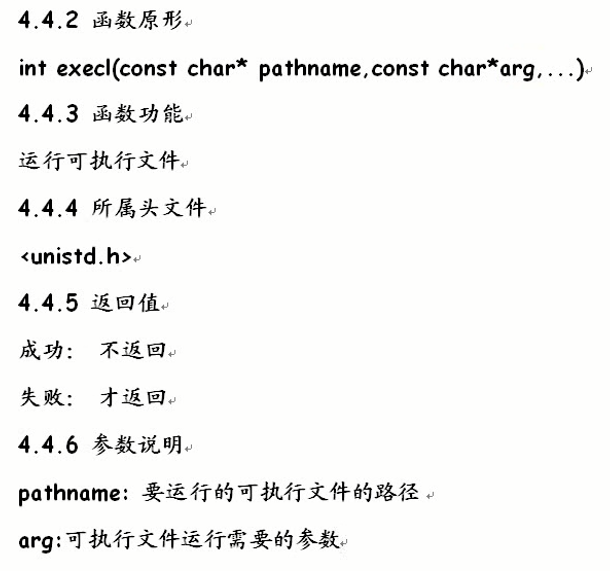 4.4.2 函数原形
int execl(const char* pathname,const char*arg,...)
4.4.3 函数功能
运行可执行文件
4.4.4 所属头文件
<unistd.h>
4.4.5 返回值
成功: 不返回
失败: 才返回
4.4.6 参数说明
pathname: 要运行的可执行文件的路径
arg:可执行文件运行需要的参数